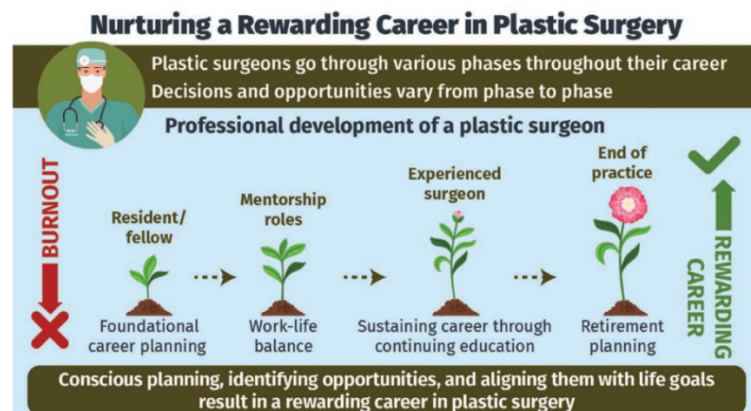 Nurturing a Rewarding Career in Plastic Surgery
Plastic surgeons go through various phases throughout their career
Decisions and opportunities vary from phase to phase
Professional development of a plastic surgeon
BURNOUT
Resident/
fellow
Foundational
career planning
Mentorship
roles
Work-life
balance
Experienced
surgeon
Sustaining career through
continuing education
End of
practice
Retirement
planning
REWARDING
CAREER
Conscious planning, identifying opportunities, and aligning them with life goals
result in a rewarding career in plastic surgery